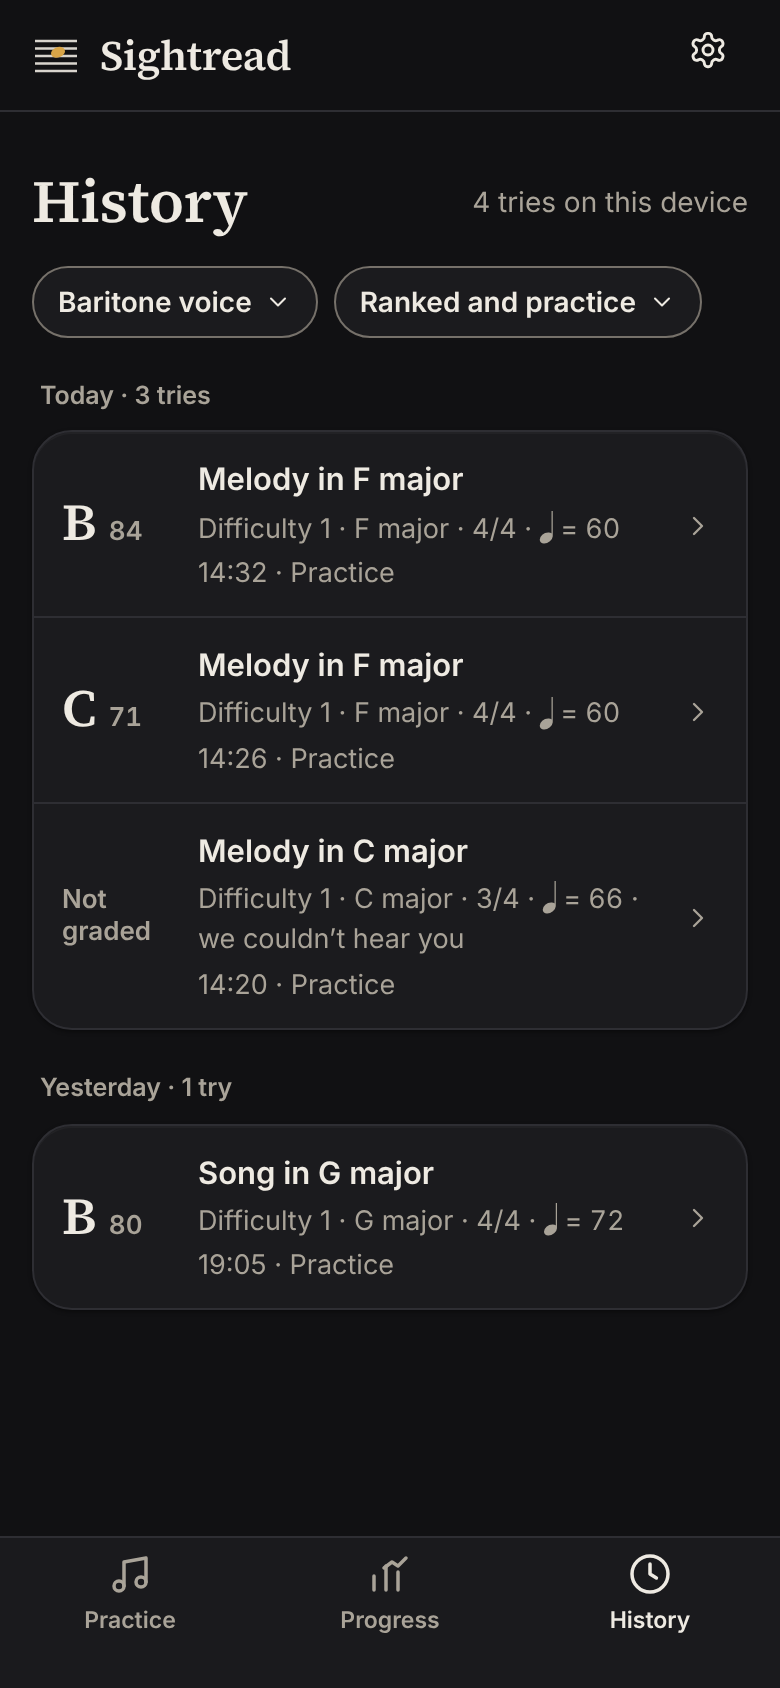 Sightread
History
4 tries on this device
Baritone voice
Ranked and practice
Today · 3 tries
B 84
Melody in F major
Difficulty 1 · F major · 4/4 · ♩ = 60
14:32 · Practice
C 71
Melody in F major
Difficulty 1 · F major · 4/4 · ♩ = 60
14:26 · Practice
Not
graded
Melody in C major
Difficulty 1 · C major · 3/4 · ♩ = 66 ·
we couldn’t hear you
14:20 · Practice
Yesterday · 1 try
B 80
Song in G major
Difficulty 1 · G major · 4/4 · ♩ = 72
19:05 · Practice
Practice
Progress
History